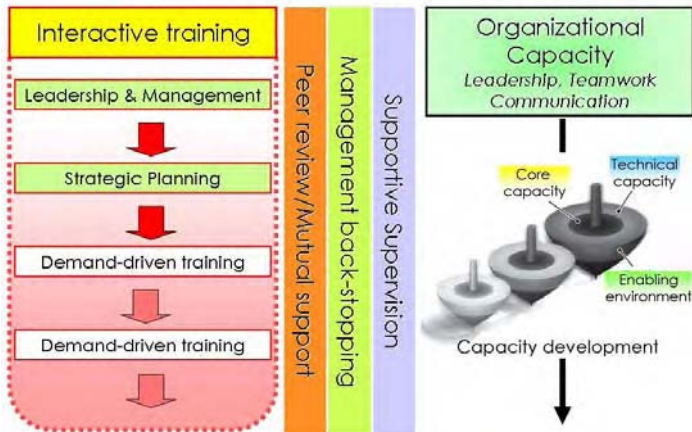 Interactive training
Leadership & Management
Strategic Planning
Demand-driven training
Demand-driven training
Peer review/Mutual support
Management back-stopping
Supportive Supervision
Organizational
Capacity
Leadership, Teamwork
Communication
Core
capacity
Technical
capacity
Enabling
environment
Capacity development